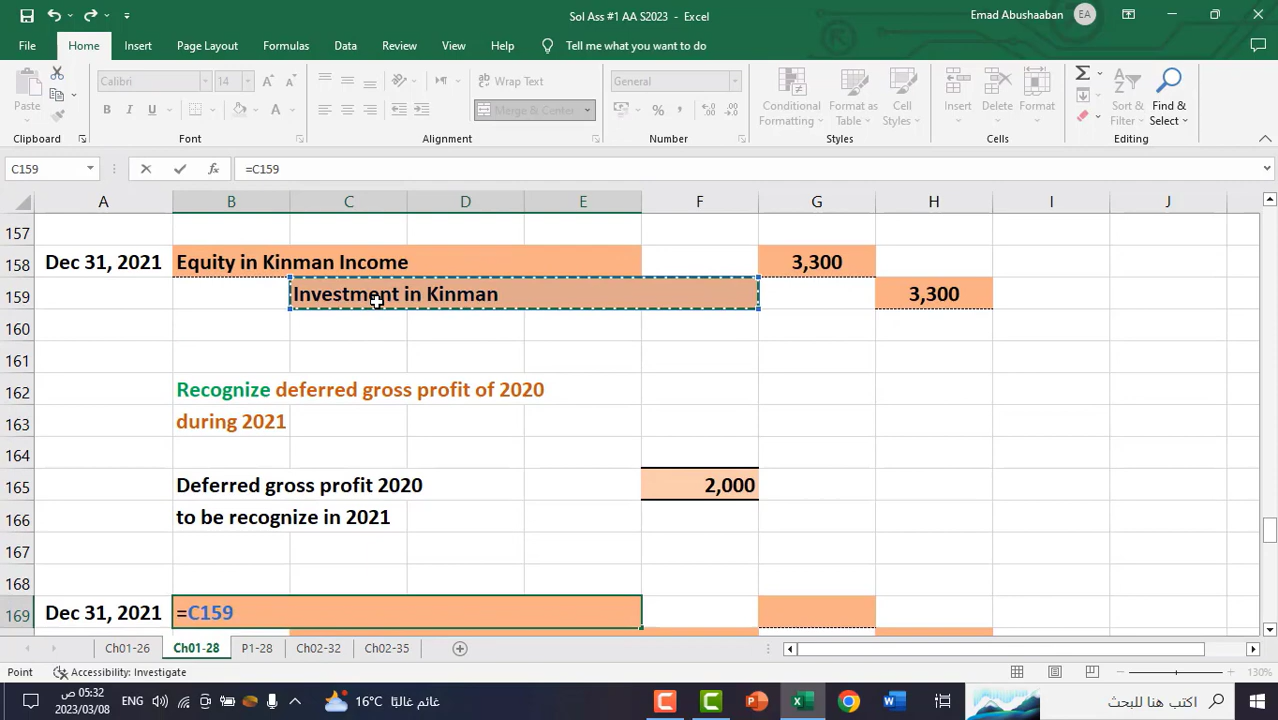 Sol Ass #1 AA S2023 - Excel
Emad Abushaaban
EA
File Home Insert Page Layout Formulas Data Review View Help Tell me what you want to do
Paste
Calibri 14
B I U
A
Wrap Text
Merge & Center
General
% ,
Conditional Formatting
Format as Table
Cell Styles
Insert
Delete
Format
Sort & Filter
Find & Select
Clipboard Font Alignment Number Styles Cells Editing
C159
fx
=C159
A B C D E F G H I J
157
158 Dec 31, 2021 Equity in Kinman Income 3,300
159 Investment in Kinman 3,300
160
161
162 Recognize deferred gross profit of 2020
163 during 2021
164
165 Deferred gross profit 2020 2,000
166 to be recognize in 2021
167
168
169 Dec 31, 2021 =C159
Ch01-26 Ch01-28 P1-28 Ch02-32 Ch02-35
Point Accessibility: Investigate
130%
05:32 ص
2023/03/08
16°C غائم غالبًا
اكتب هنا للبحث